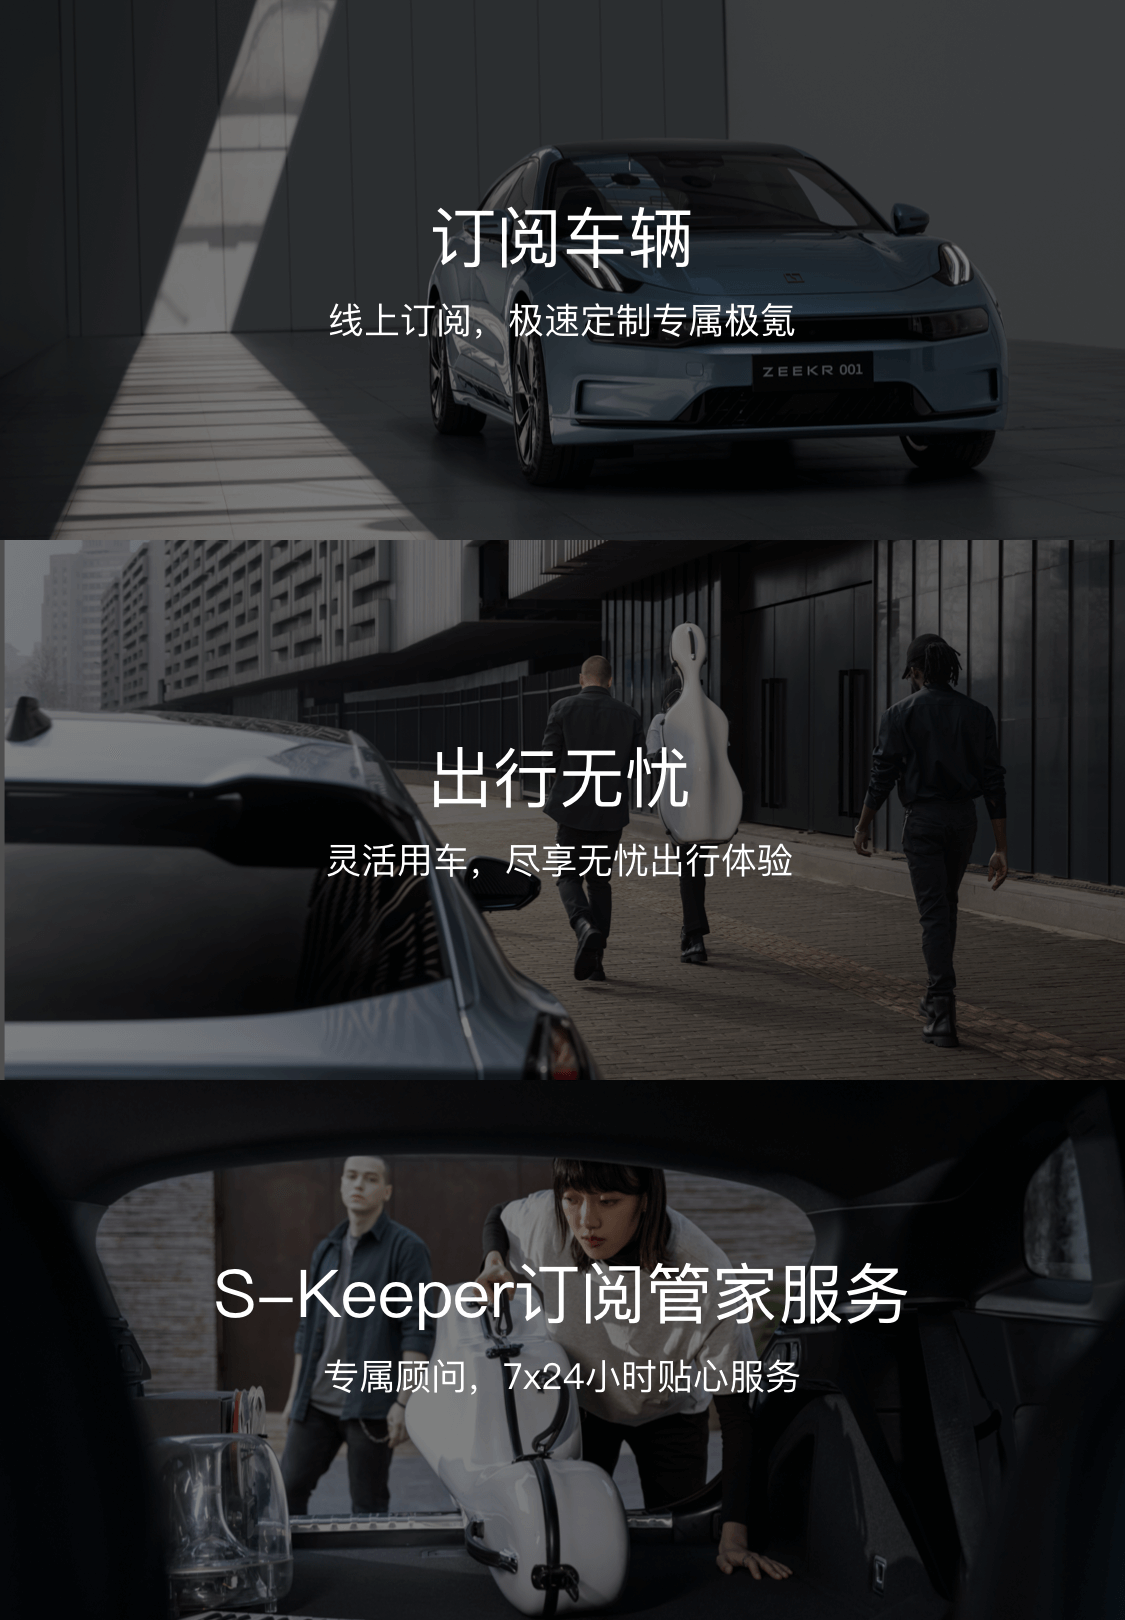 订阅车辆
线上订阅，极速定制专属极氪
ZEEKR 001
出行无忧
灵活用车，尽享无忧出行体验
S-Keeper订阅管家服务
专属顾问，7x24小时贴心服务